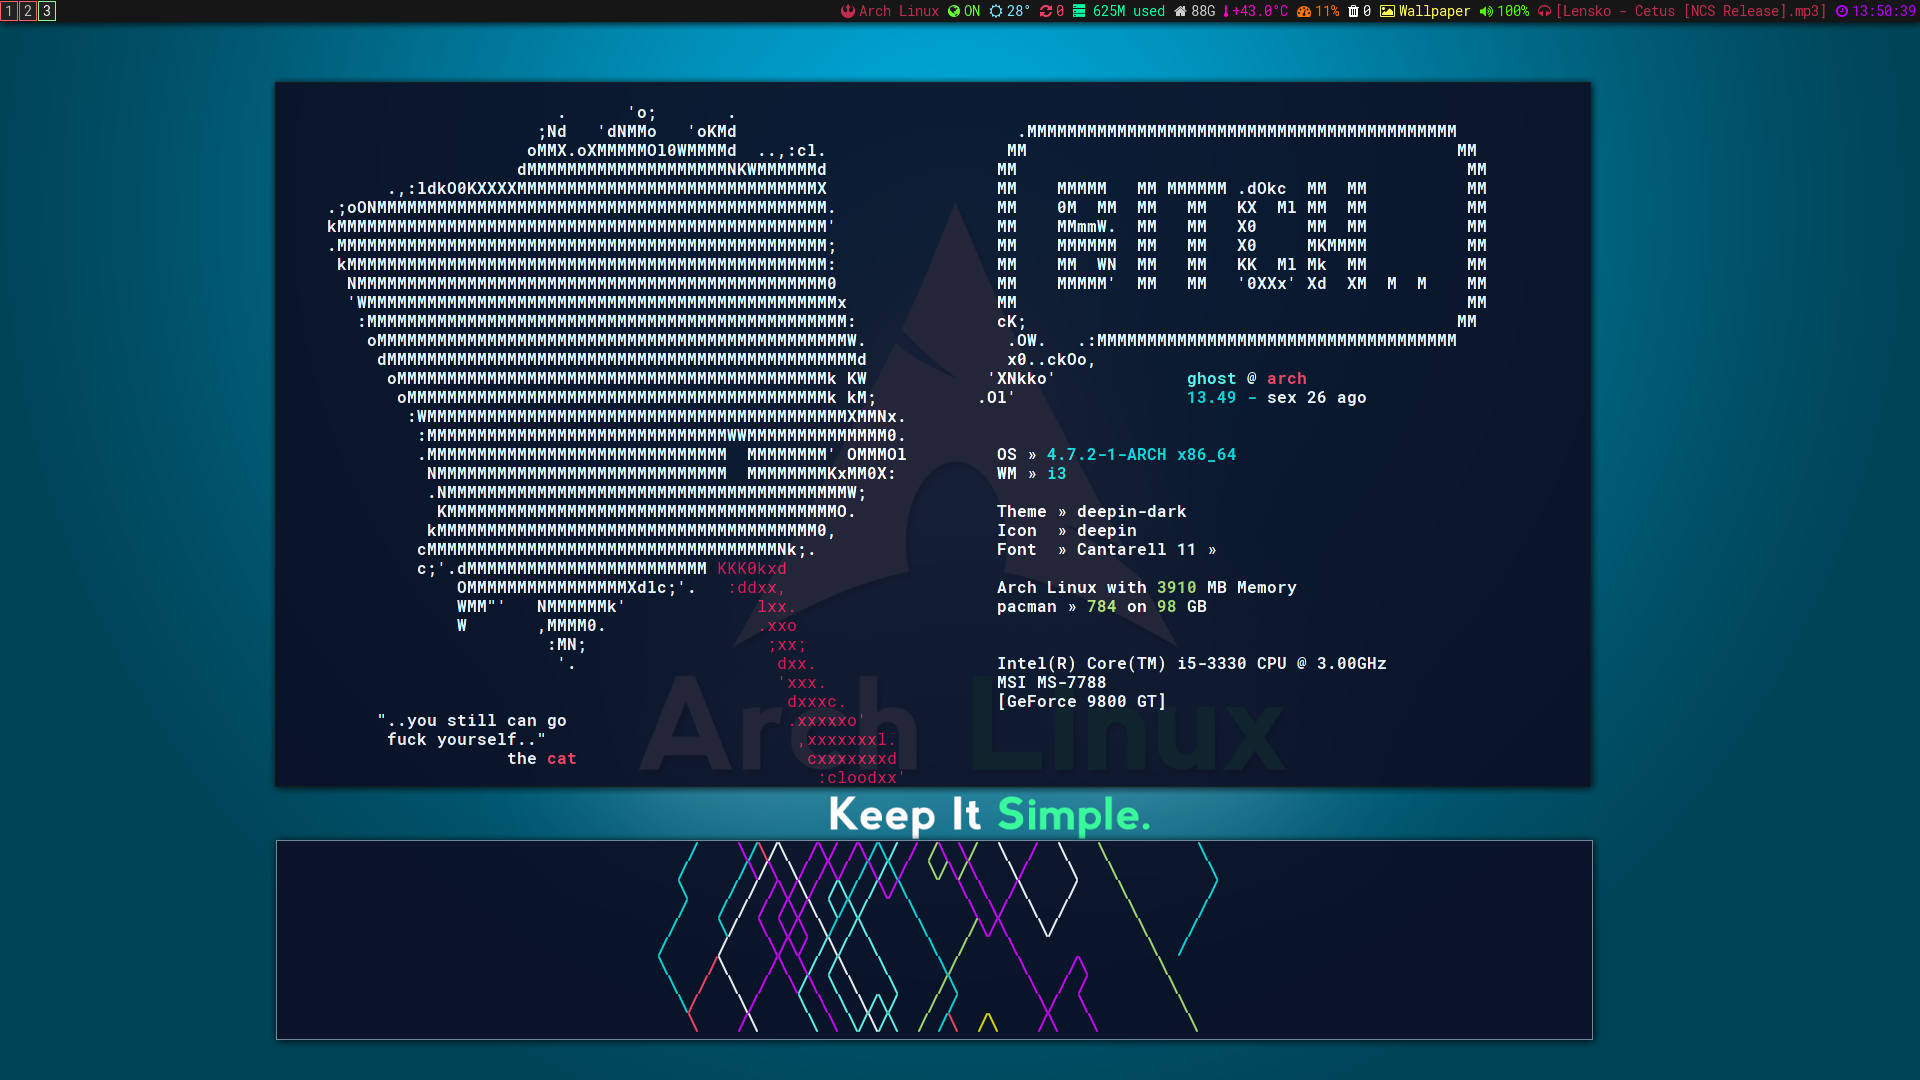 1 2 3 Arch Linux ON 28° 0 625M used 88G +43.0°C 11% 0 Wallpaper 100% [Lensko - Cetus [NCS Release].mp3] 13:50:39
BITCH, . .
ghost @ arch
13.49 - sex 26 ago
OS » 4.7.2-1-ARCH x86_64
WM » i3
Theme » deepin-dark
Icon » deepin
Font » Cantarell 11 »
Arch Linux with 3910 MB Memory
pacman » 784 on 98 GB
Intel(R) Core(TM) i5-3330 CPU @ 3.00GHz
MSI MS-7788
[GeForce 9800 GT]
"..you still can go
fuck yourself.."
the cat
Arch Linux
Keep It Simple.